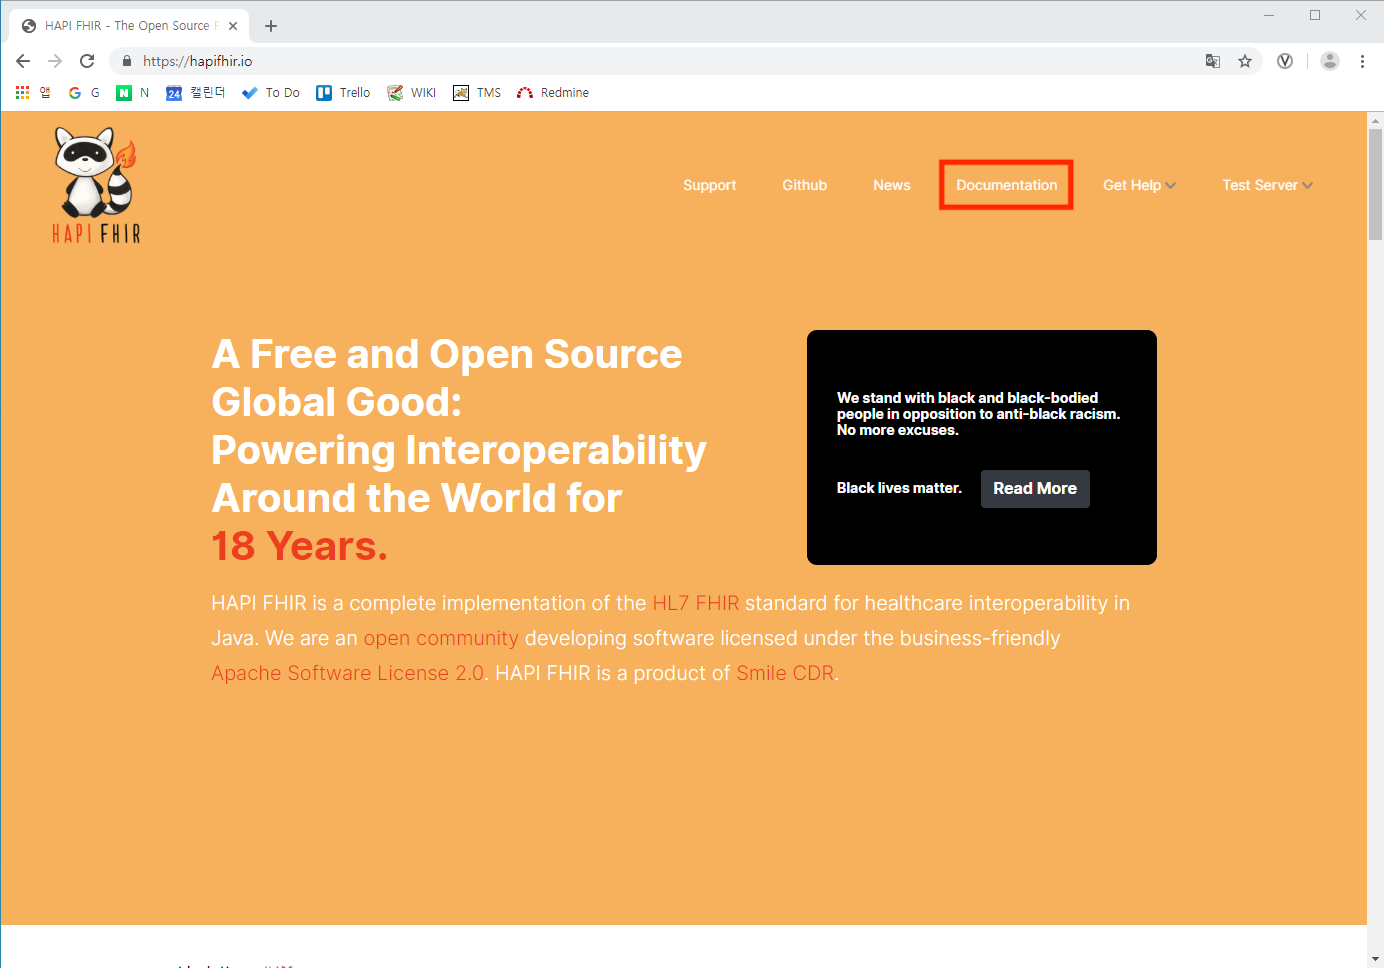 HAPI FHIR - The Open Source F
https://hapifhir.io
앱
G
N
24
캘린더
To Do
Trello
WIKI
TMS
Redmine
HAPI FHIR
Support
Github
News
Documentation
Get Help
Test Server
A Free and Open Source
Global Good:
Powering Interoperability
Around the World for
18 Years.
We stand with black and black-bodied
people in opposition to anti-black racism.
No more excuses.
Black lives matter.
Read More
HAPI FHIR is a complete implementation of the HL7 FHIR standard for healthcare interoperability in
Java. We are an open community developing software licensed under the business-friendly
Apache Software License 2.0. HAPI FHIR is a product of Smile CDR.